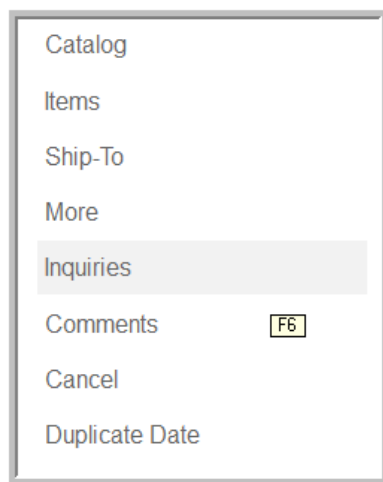 Catalog
Items
Ship-To
More
Inquiries
Comments F6
Cancel
Duplicate Date